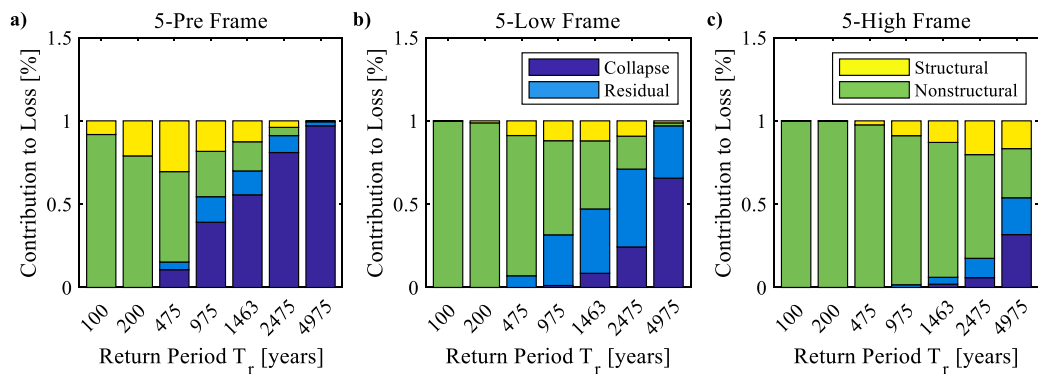 a) 5-Pre Frame
1.5
1
0.5
0
Contribution to Loss [%]
100 200 475 975 1463 2475 4975
Return Period T_r [years]
b) 5-Low Frame
1.5
1
0.5
0
Contribution to Loss [%]
Collapse
Residual
100 200 475 975 1463 2475 4975
Return Period T_r [years]
c) 5-High Frame
1.5
1
0.5
0
Contribution to Loss [%]
Structural
Nonstructural
100 200 475 975 1463 2475 4975
Return Period T_r [years]